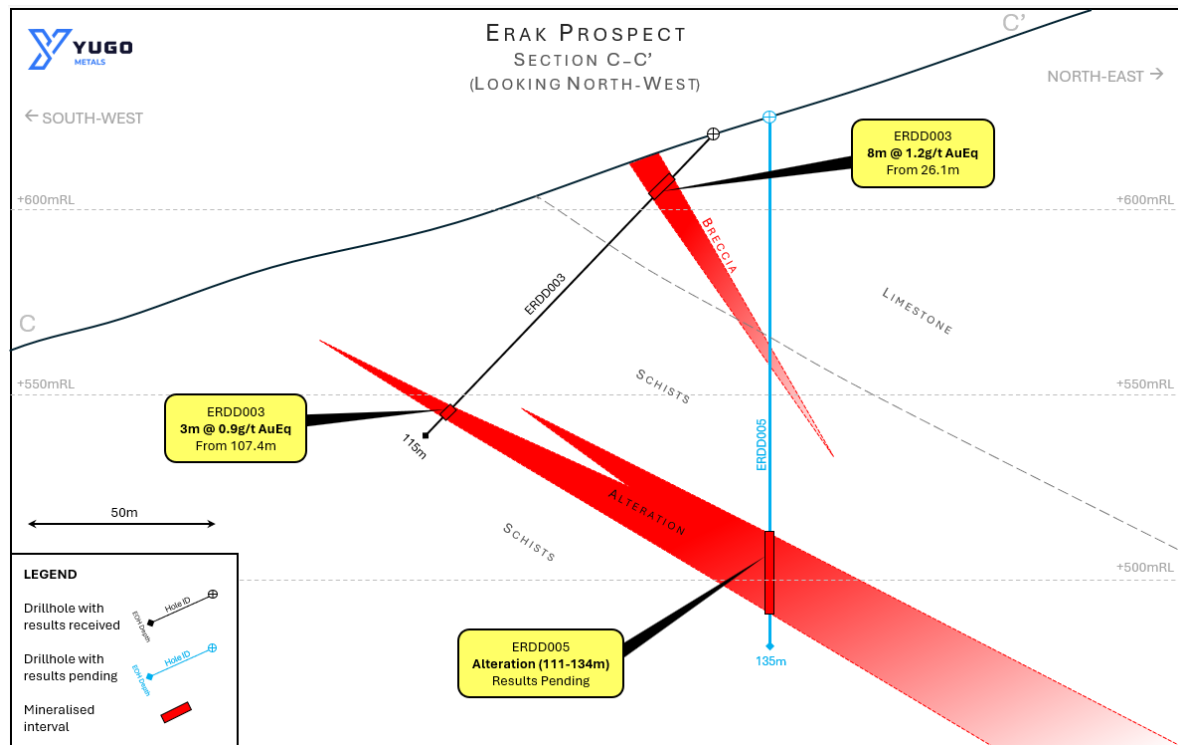 YUGO
METALS
ERAK PROSPECT
SECTION C–C'
(LOOKING NORTH-WEST)
C'
NORTH-EAST →
← SOUTH-WEST
ERDD003
8m @ 1.2g/t AuEq
From 26.1m
+600mRL
+600mRL
BRECCIA
ERDD003
LIMESTONE
C
+550mRL
+550mRL
SCHISTS
ERDD003
3m @ 0.9g/t AuEq
From 107.4m
115m
ERDD005
ALTERATION
50m
SCHISTS
+500mRL
LEGEND
Drillhole with
results received
Hole ID
EOH Depth
Drillhole with
results pending
Hole ID
EOH Depth
Mineralised
interval
ERDD005
Alteration (111-134m)
Results Pending
135m